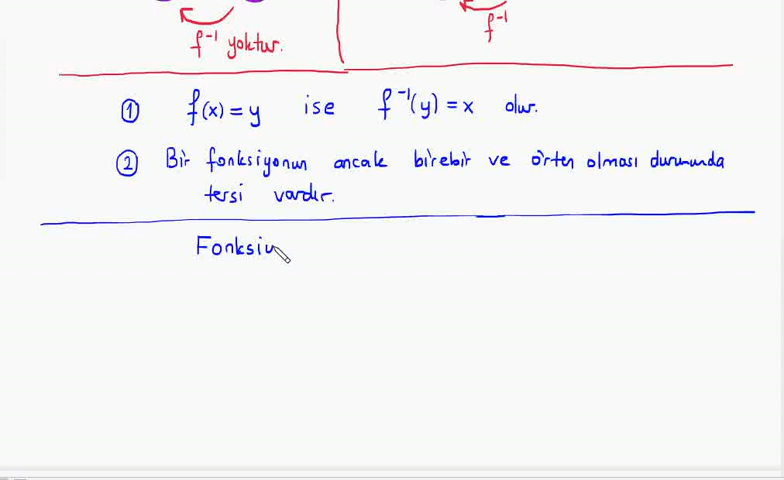 f⁻¹ yoktur.
f⁻¹
① f(x) = y ise f⁻¹(y) = x olur.
② Bir fonksiyonun ancak birebir ve örten olması durumunda
tersi vardır.
Fonksiy